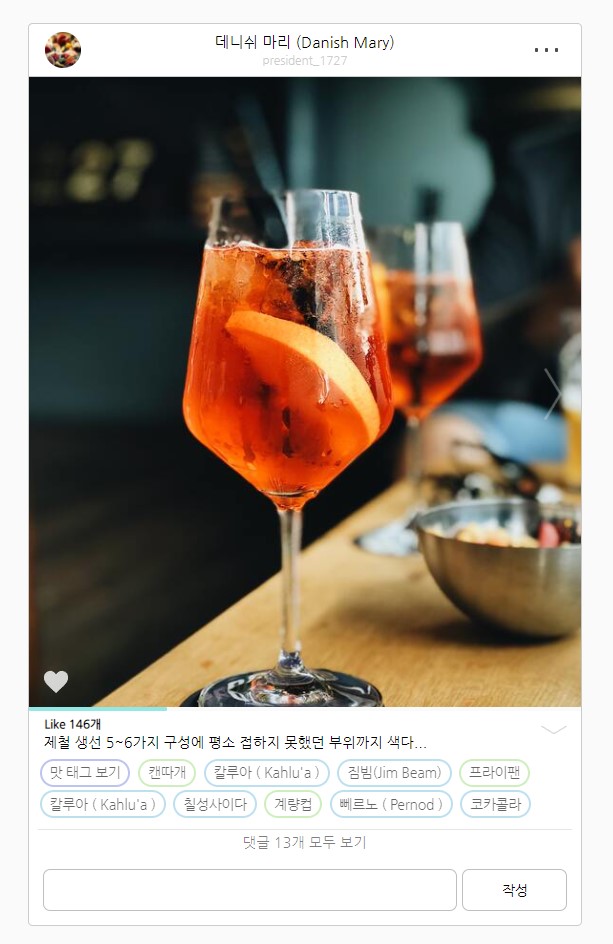 데니쉬 마리 (Danish Mary)
president_1727
Like 146개
제철 생선 5~6가지 구성에 평소 접하지 못했던 부위까지 색다...
맛 태그 보기 캔따개 칼루아 ( Kahlu'a ) 짐빔(Jim Beam) 프라이팬
칼루아 ( Kahlu'a ) 칠성사이다 계량컵 뻬르노 ( Pernod ) 코카콜라
댓글 13개 모두 보기
작성